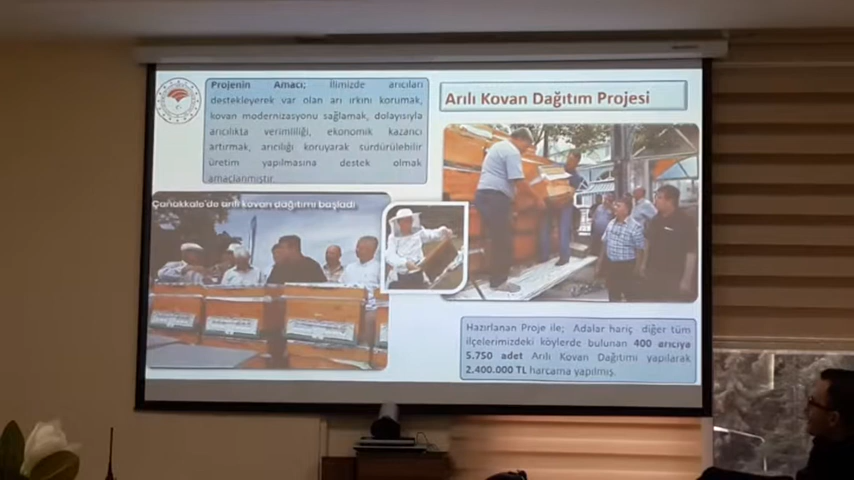 Projenin Amacı; İlimizde arıcıları
destekleyerek var olan arı ırkını korumak,
kovan modernizasyonu sağlamak, dolayısıyla
arıcılıkta verimliliği, ekonomik kazancı
artırmak, arıcılığı koruyarak sürdürülebilir
üretim yapılmasına destek olmak
amaçlanmıştır.
Arılı Kovan Dağıtım Projesi
Çanakkale'de arılı kovan dağıtımı başladı
Hazırlanan Proje ile; Adalar hariç diğer tüm
ilçelerimizdeki köylerde bulunan 400 arıcıya
5.750 adet Arılı Kovan Dağıtımı yapılarak
2.400.000 TL harcama yapılmış.